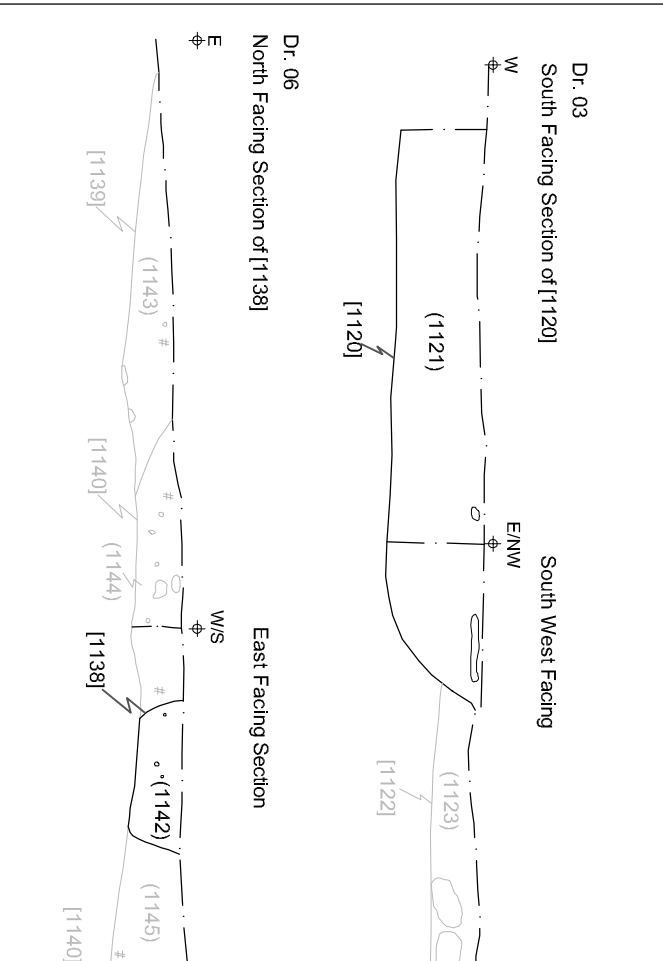 Dr. 03
South Facing Section of [1120]
South West Facing
W
E/NW
(1121)
(1123)
[1120]
[1122]
Dr. 06
North Facing Section of [1138]
East Facing Section
E
W/S
(1143)
(1142)
(1145)
[1139]
[1140]
(1144)
[1138]
[1140]
#
#
#
#